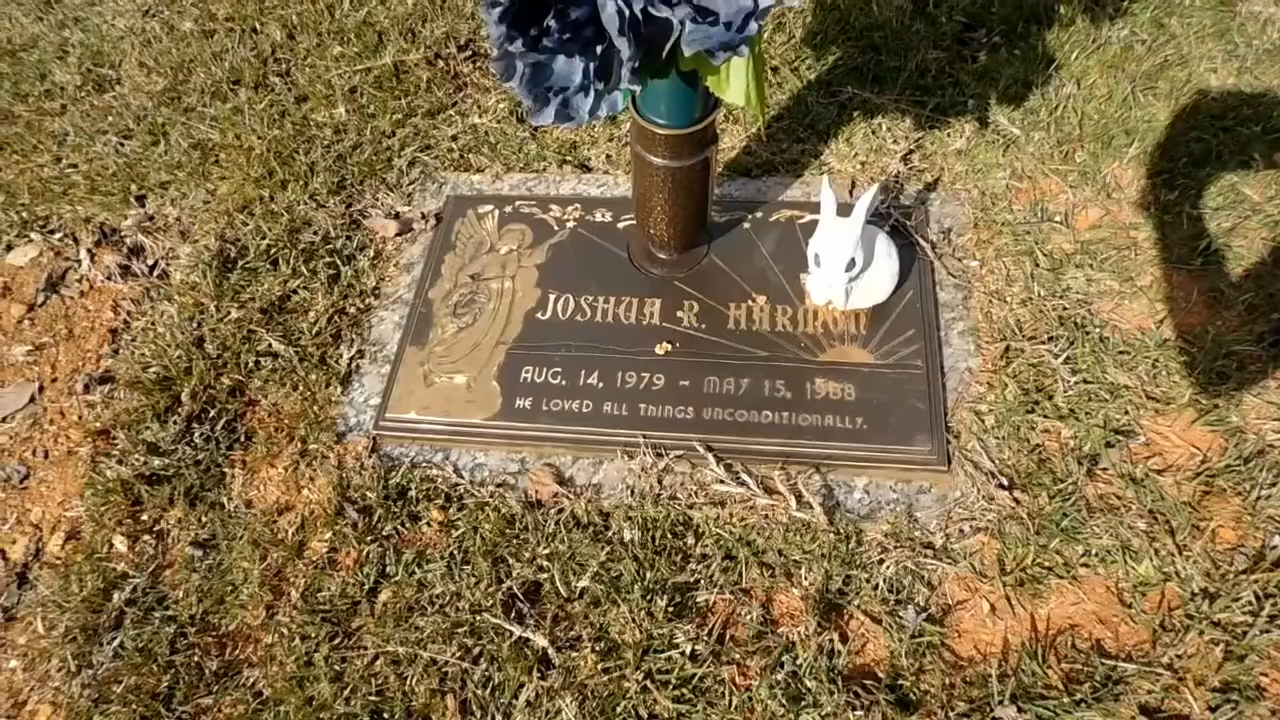 JOSHUA R. HARMON
AUG. 14, 1979 - MAY 15, 1988
HE LOVED ALL THINGS UNCONDITIONALLY.